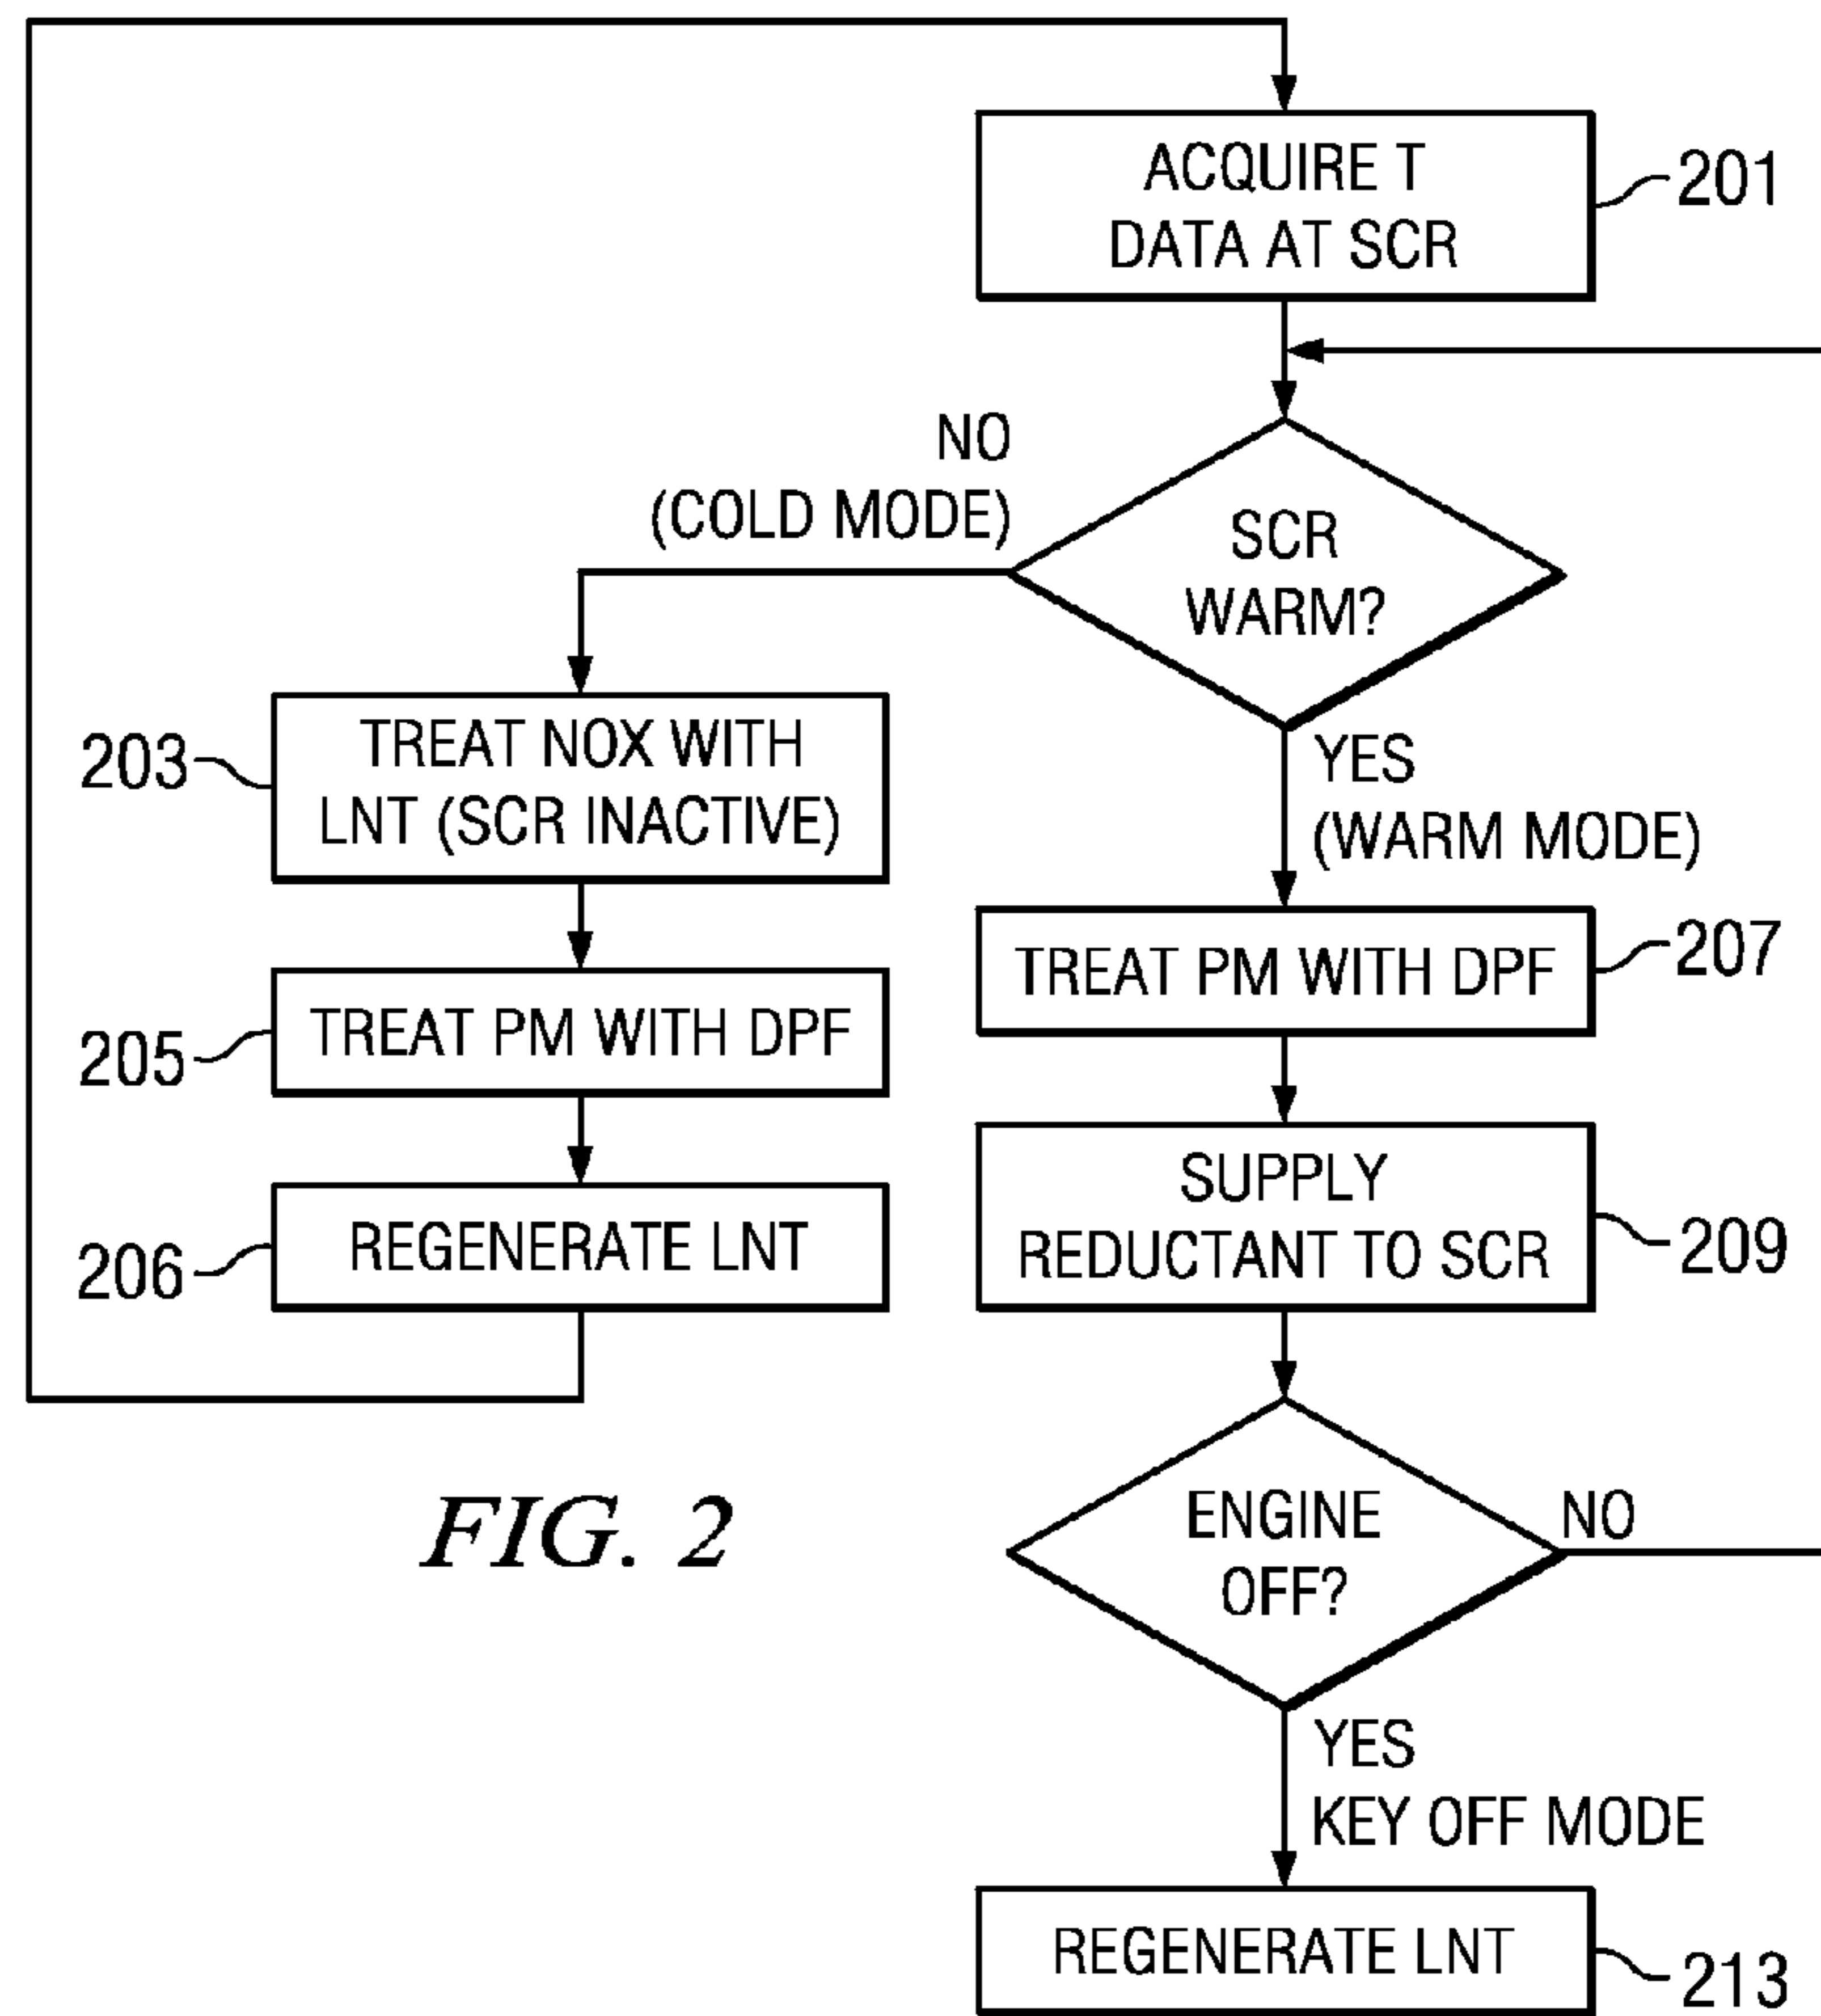 ACQUIRE T
DATA AT SCR
201
NO
(COLD MODE)
SCR
WARM?
YES
(WARM MODE)
203
TREAT NOX WITH
LNT (SCR INACTIVE)
205
TREAT PM WITH DPF
206
REGENERATE LNT
TREAT PM WITH DPF
207
SUPPLY
REDUCTANT TO SCR
209
ENGINE
OFF?
NO
YES
KEY OFF MODE
REGENERATE LNT
213
FIG. 2